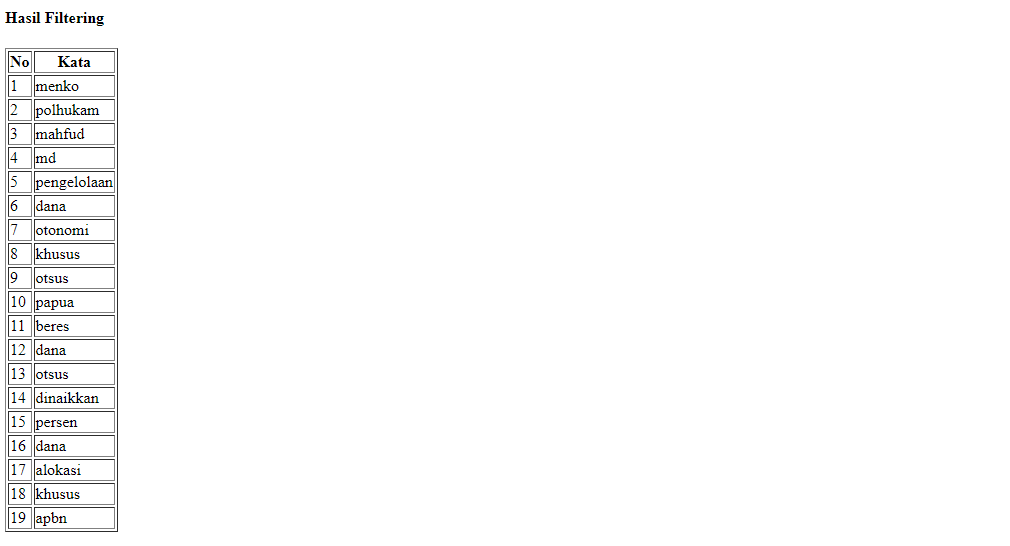 Hasil Filtering
No Kata
1 menko
2 polhukam
3 mahfud
4 md
5 pengelolaan
6 dana
7 otonomi
8 khusus
9 otsus
10 papua
11 beres
12 dana
13 otsus
14 dinaikkan
15 persen
16 dana
17 alokasi
18 khusus
19 apbn